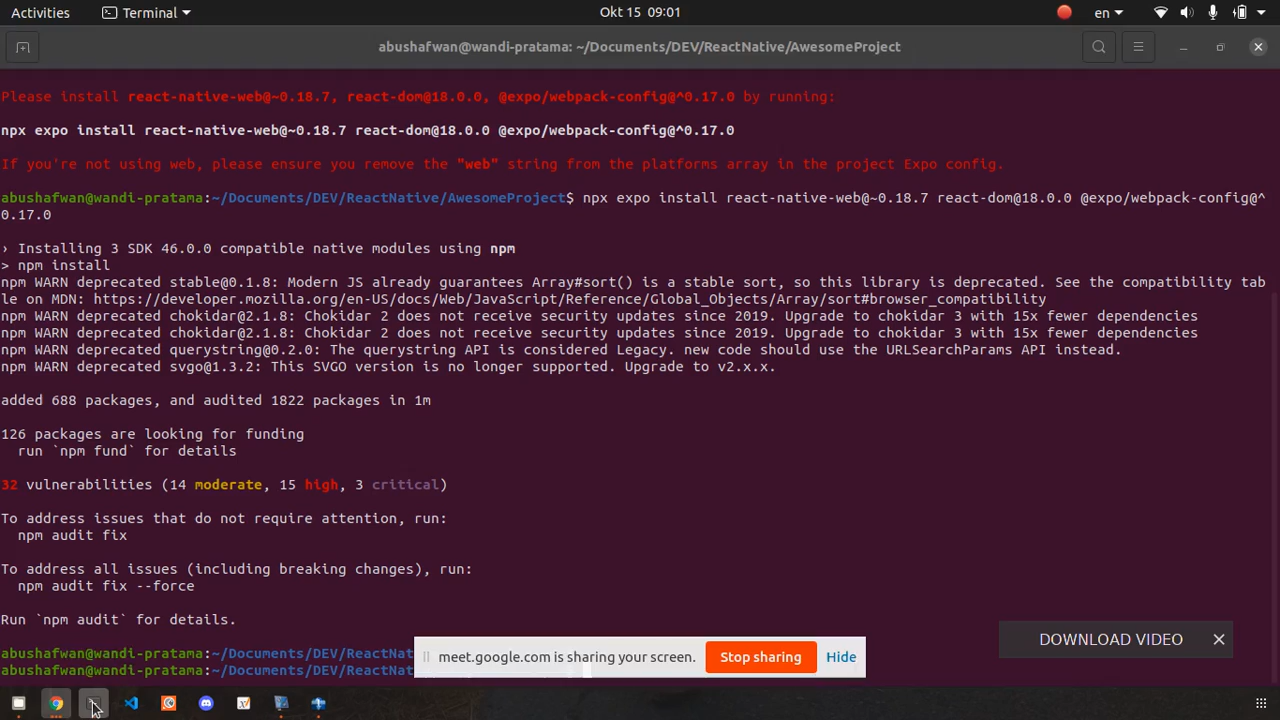 Activities
Terminal
Okt 15 09:01
en
abushafwan@wandi-pratama: ~/Documents/DEV/ReactNative/AwesomeProject
Please install react-native-web@~0.18.7, react-dom@18.0.0, @expo/webpack-config@^0.17.0 by running:
npx expo install react-native-web@~0.18.7 react-dom@18.0.0 @expo/webpack-config@^0.17.0
If you're not using web, please ensure you remove the "web" string from the platforms array in the project Expo config.
abushafwan@wandi-pratama:~/Documents/DEV/ReactNative/AwesomeProject$ npx expo install react-native-web@~0.18.7 react-dom@18.0.0 @expo/webpack-config@^
0.17.0
› Installing 3 SDK 46.0.0 compatible native modules using npm
> npm install
npm WARN deprecated stable@0.1.8: Modern JS already guarantees Array#sort() is a stable sort, so this library is deprecated. See the compatibility tab
le on MDN: https://developer.mozilla.org/en-US/docs/Web/JavaScript/Reference/Global_Objects/Array/sort#browser_compatibility
npm WARN deprecated chokidar@2.1.8: Chokidar 2 does not receive security updates since 2019. Upgrade to chokidar 3 with 15x fewer dependencies
npm WARN deprecated chokidar@2.1.8: Chokidar 2 does not receive security updates since 2019. Upgrade to chokidar 3 with 15x fewer dependencies
npm WARN deprecated querystring@0.2.0: The querystring API is considered Legacy. new code should use the URLSearchParams API instead.
npm WARN deprecated svgo@1.3.2: This SVGO version is no longer supported. Upgrade to v2.x.x.
added 688 packages, and audited 1822 packages in 1m
126 packages are looking for funding
run `npm fund` for details
32 vulnerabilities (14 moderate, 15 high, 3 critical)
To address issues that do not require attention, run:
npm audit fix
To address all issues (including breaking changes), run:
npm audit fix --force
Run `npm audit` for details.
abushafwan@wandi-pratama:~/Documents/DEV/ReactNat
abushafwan@wandi-pratama:~/Documents/DEV/ReactNat
meet.google.com is sharing your screen.
Stop sharing
Hide
DOWNLOAD VIDEO